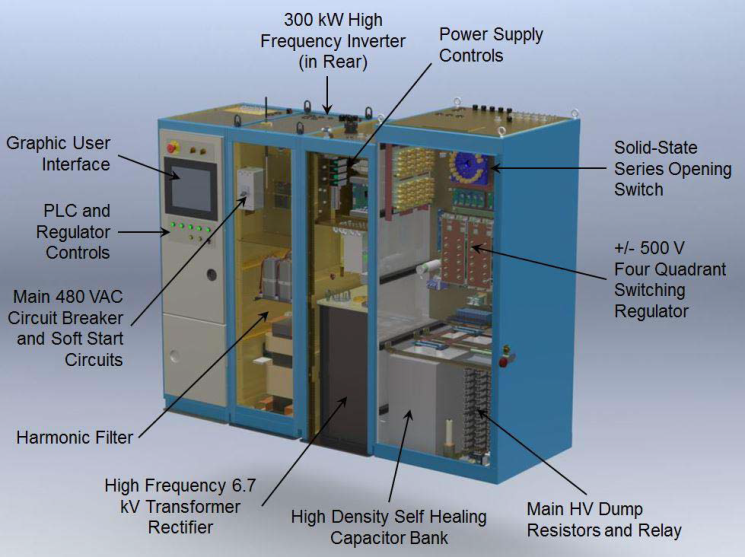 300 kW High
Frequency Inverter
(in Rear)
Power Supply
Controls
Graphic User
Interface
PLC and
Regulator
Controls
Main 480 VAC
Circuit Breaker
and Soft Start
Circuits
Harmonic Filter
High Frequency 6.7
kV Transformer
Rectifier
High Density Self Healing
Capacitor Bank
Main HV Dump
Resistors and Relay
+/- 500 V
Four Quadrant
Switching
Regulator
Solid-State
Series Opening
Switch